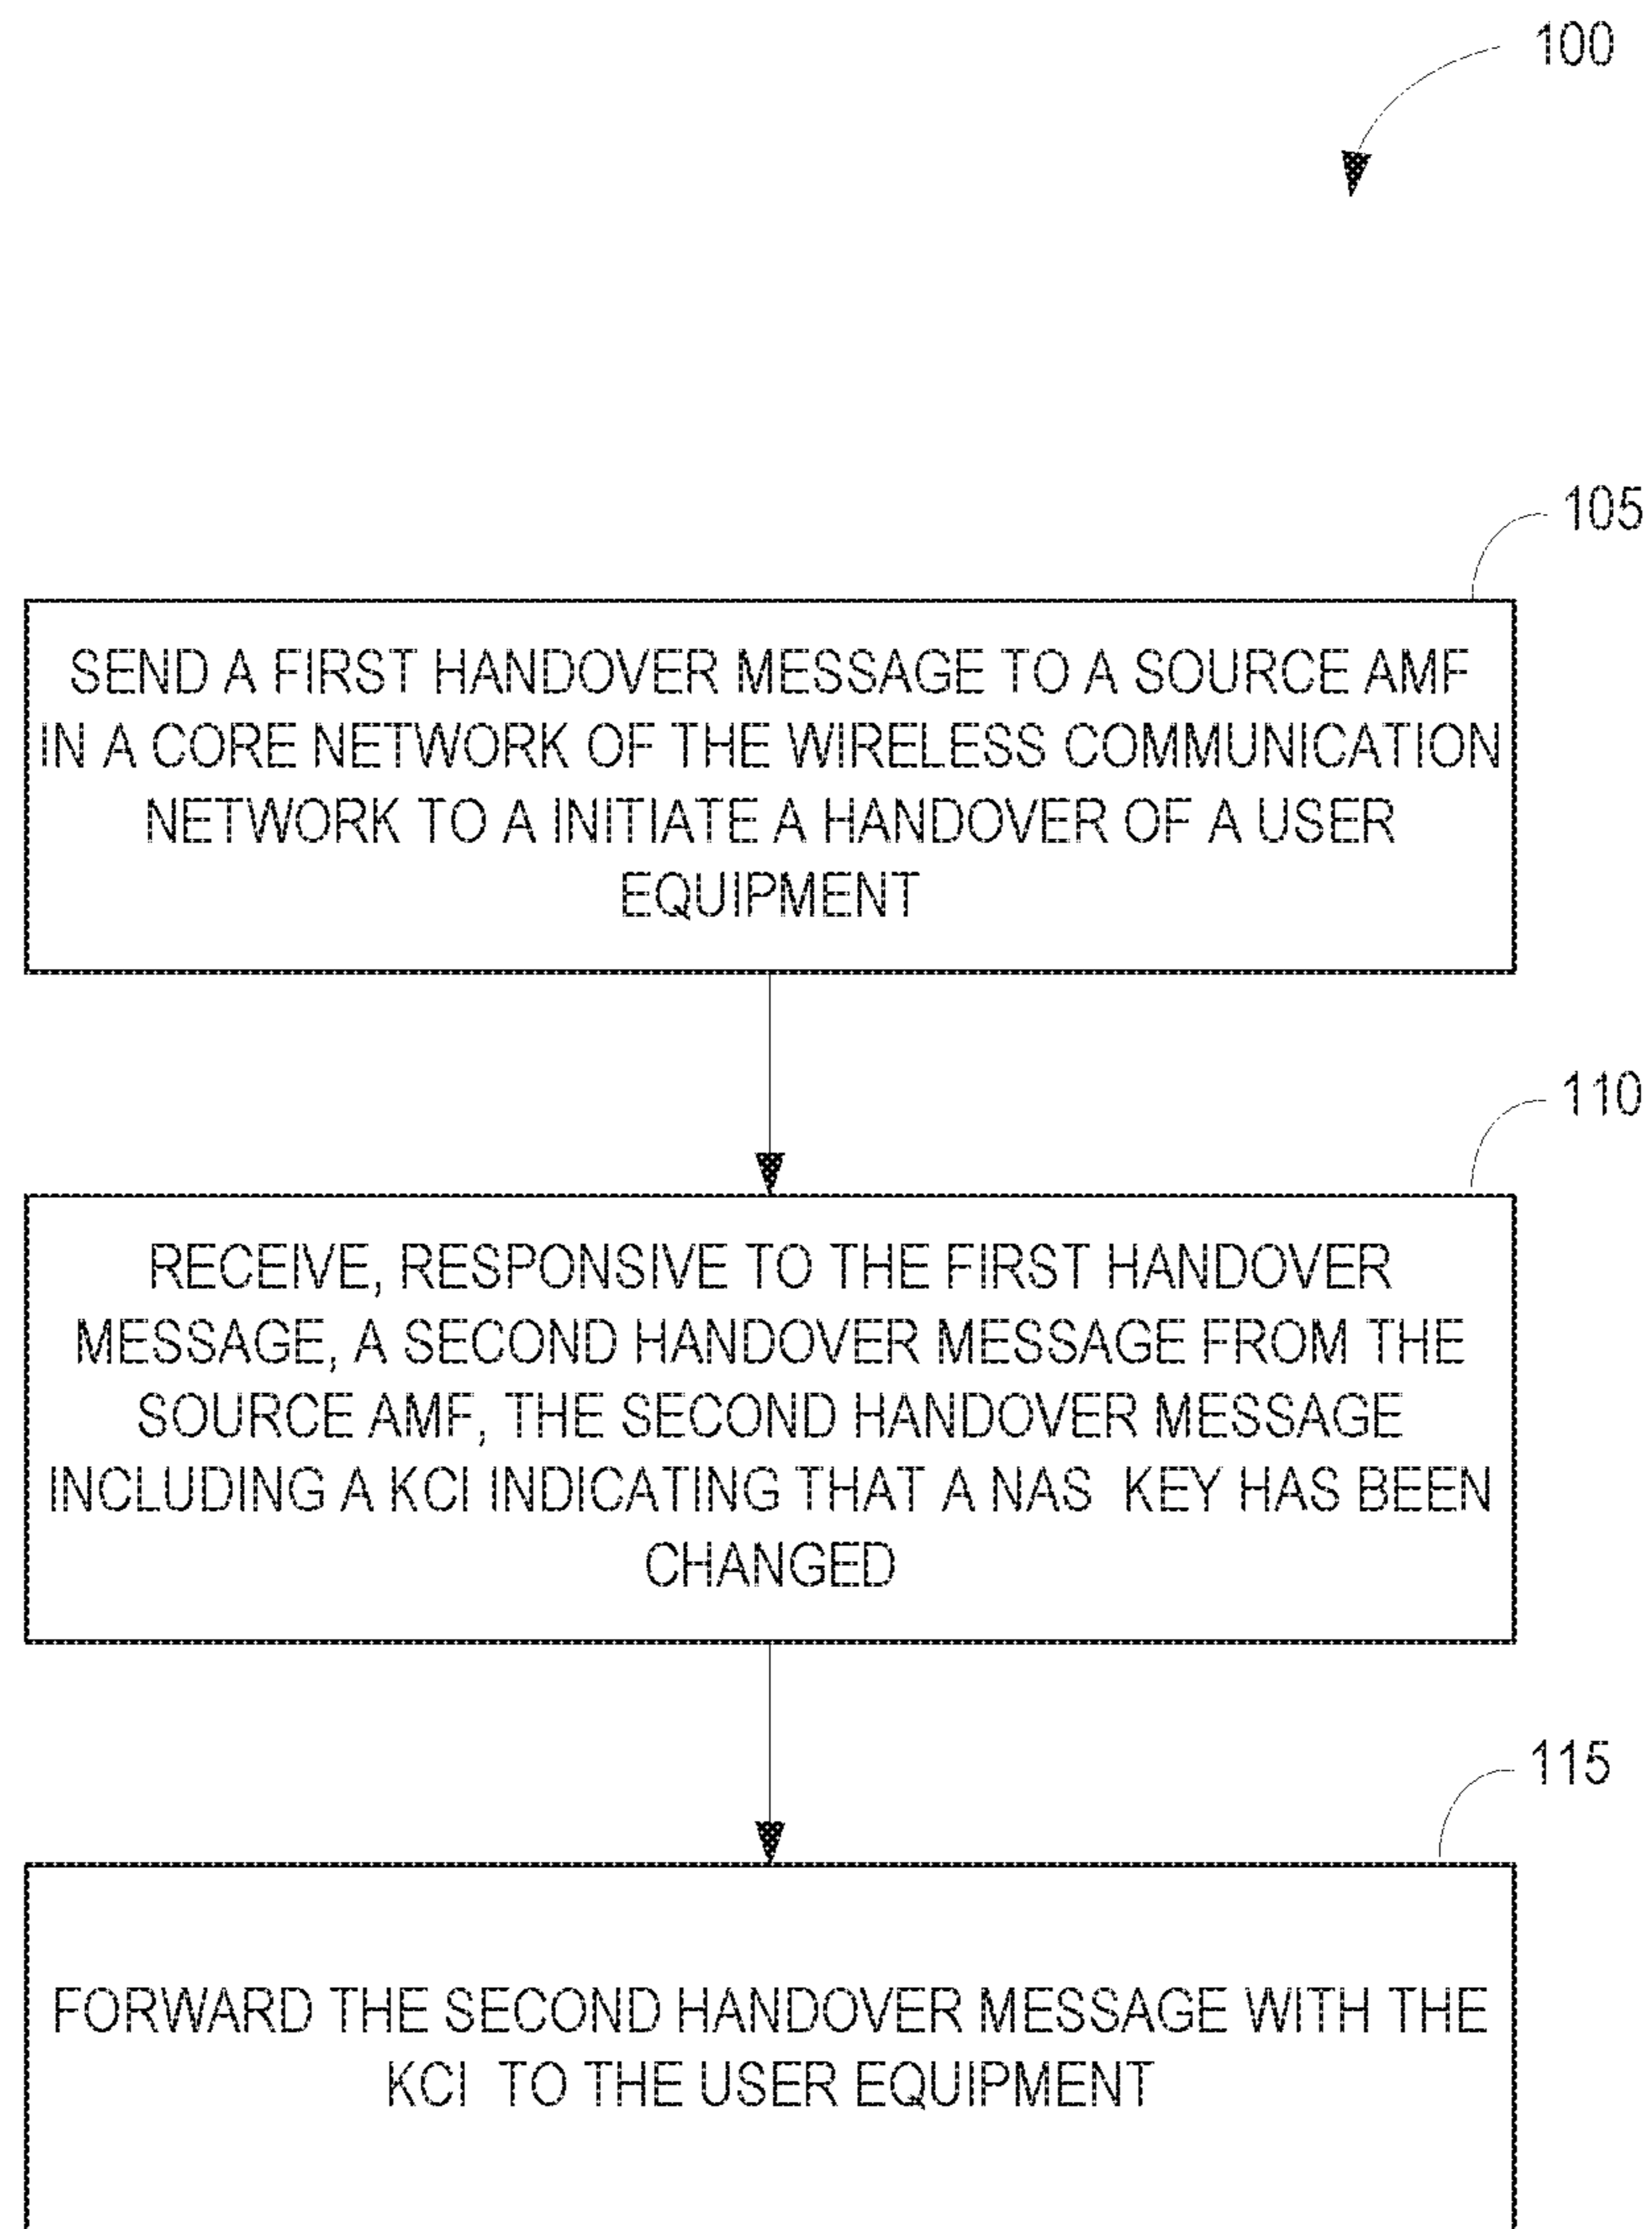 100
105
SEND A FIRST HANDOVER MESSAGE TO A SOURCE AMF
IN A CORE NETWORK OF THE WIRELESS COMMUNICATION
NETWORK TO A INITIATE A HANDOVER OF A USER
EQUIPMENT
110
RECEIVE, RESPONSIVE TO THE FIRST HANDOVER
MESSAGE, A SECOND HANDOVER MESSAGE FROM THE
SOURCE AMF, THE SECOND HANDOVER MESSAGE
INCLUDING A KCI INDICATING THAT A NAS KEY HAS BEEN
CHANGED
115
FORWARD THE SECOND HANDOVER MESSAGE WITH THE
KCI TO THE USER EQUIPMENT